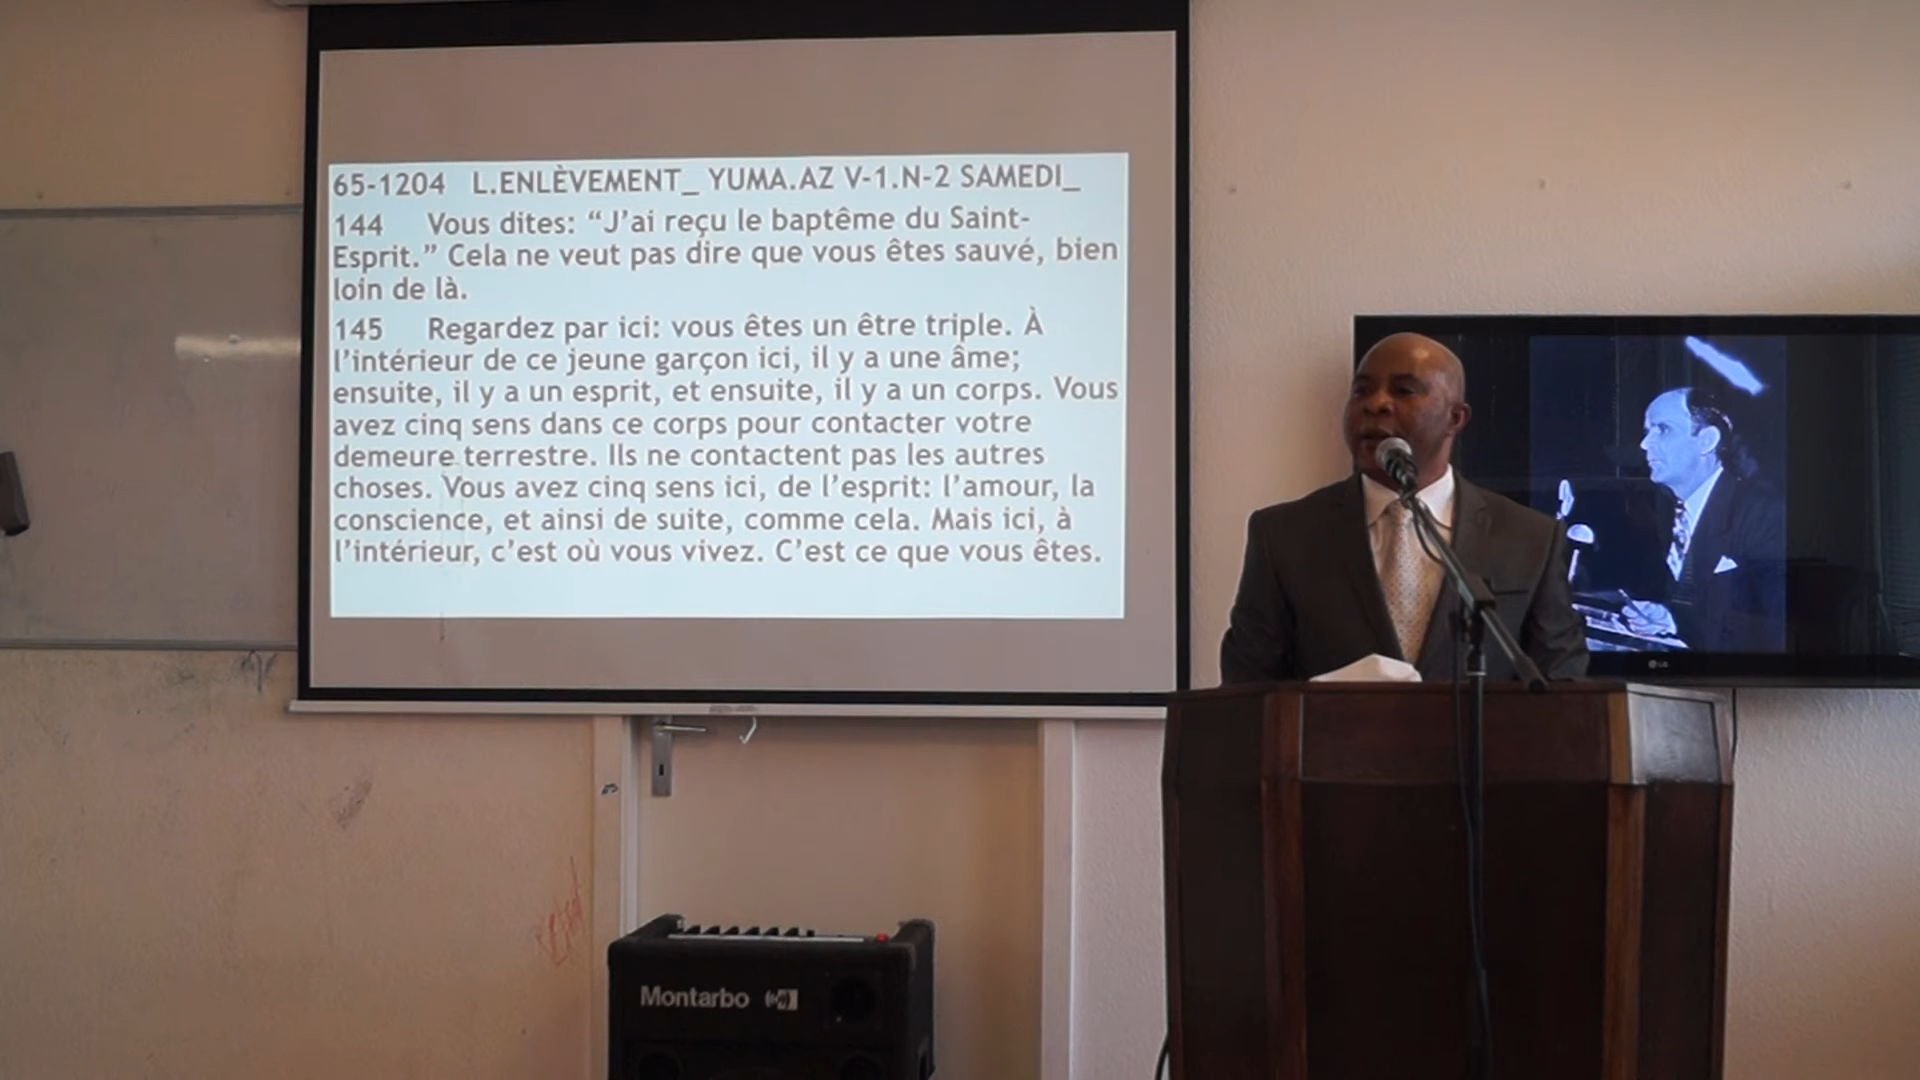 65-1204 L.ENLÈVEMENT_ YUMA.AZ V-1.N-2 SAMEDI_
144 Vous dites: “J’ai reçu le baptême du Saint-
Esprit.” Cela ne veut pas dire que vous êtes sauvé, bien
loin de là.
145 Regardez par ici: vous êtes un être triple. À
l’intérieur de ce jeune garçon ici, il y a une âme;
ensuite, il y a un esprit, et ensuite, il y a un corps. Vous
avez cinq sens dans ce corps pour contacter votre
demeure terrestre. Ils ne contactent pas les autres
choses. Vous avez cinq sens ici, de l’esprit: l’amour, la
conscience, et ainsi de suite, comme cela. Mais ici, à
l’intérieur, c’est où vous vivez. C’est ce que vous êtes.
LG
Montarbo